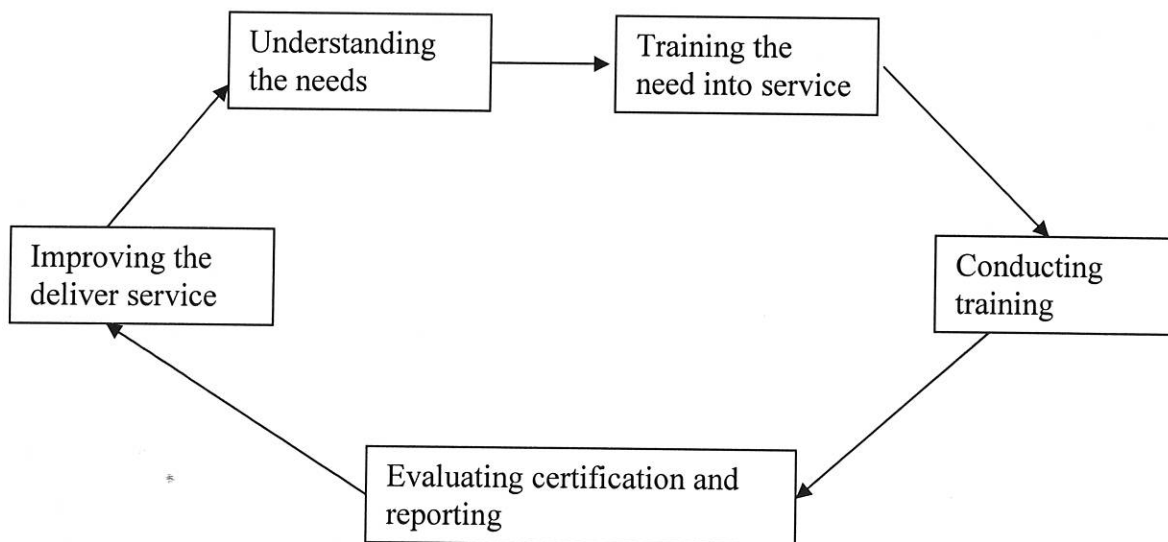 Understanding
the needs
Training the
need into service
Conducting
training
Evaluating certification and
reporting
Improving the
deliver service